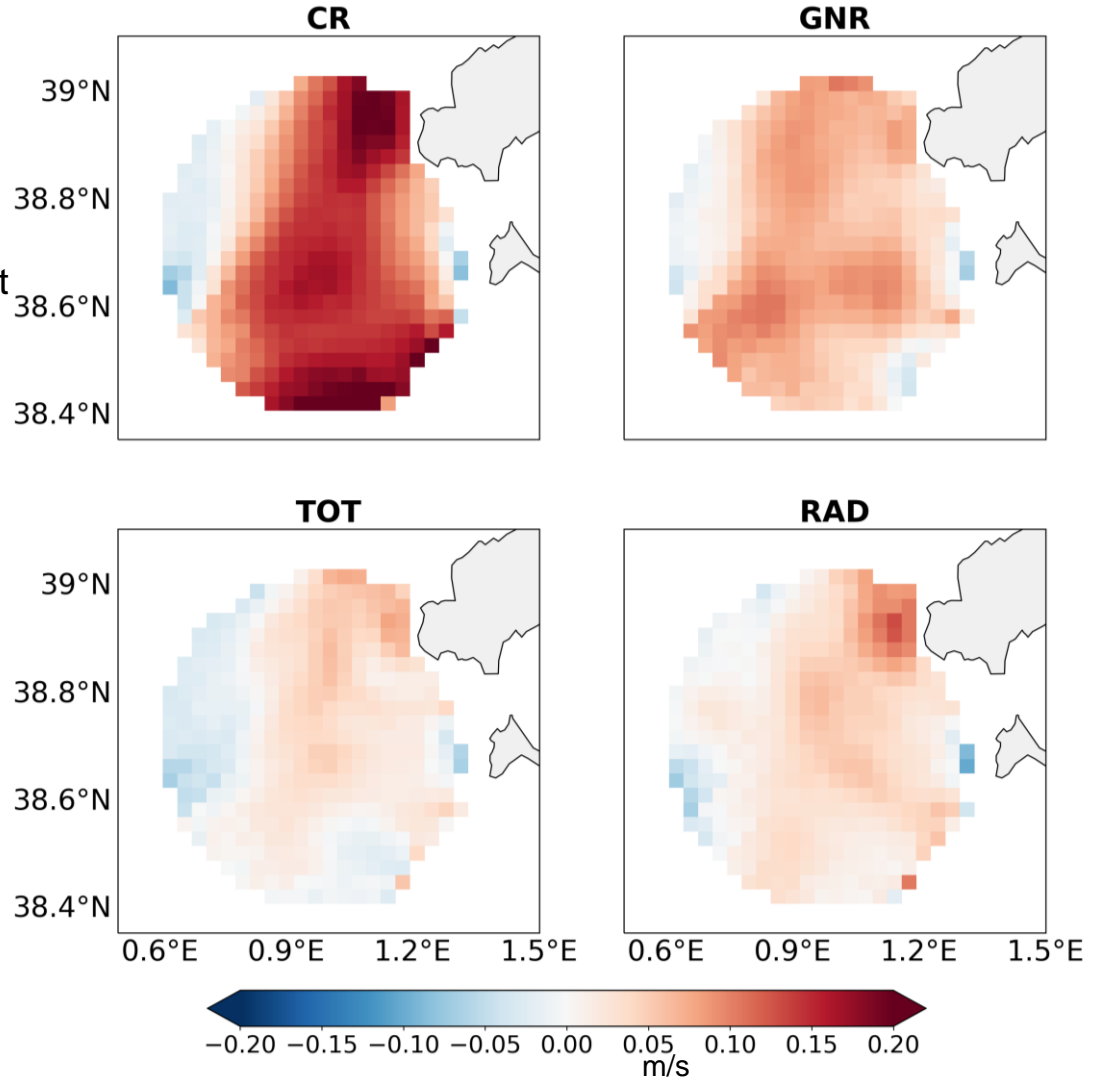 CR GNR
39°N
38.8°N
t
38.6°N
38.4°N
TOT RAD
39°N
38.8°N
38.6°N
38.4°N
0.6°E 0.9°E 1.2°E 1.5°E 0.6°E 0.9°E 1.2°E 1.5°E
−0.20 −0.15 −0.10 −0.05 0.00 0.05 0.10 0.15 0.20
m/s